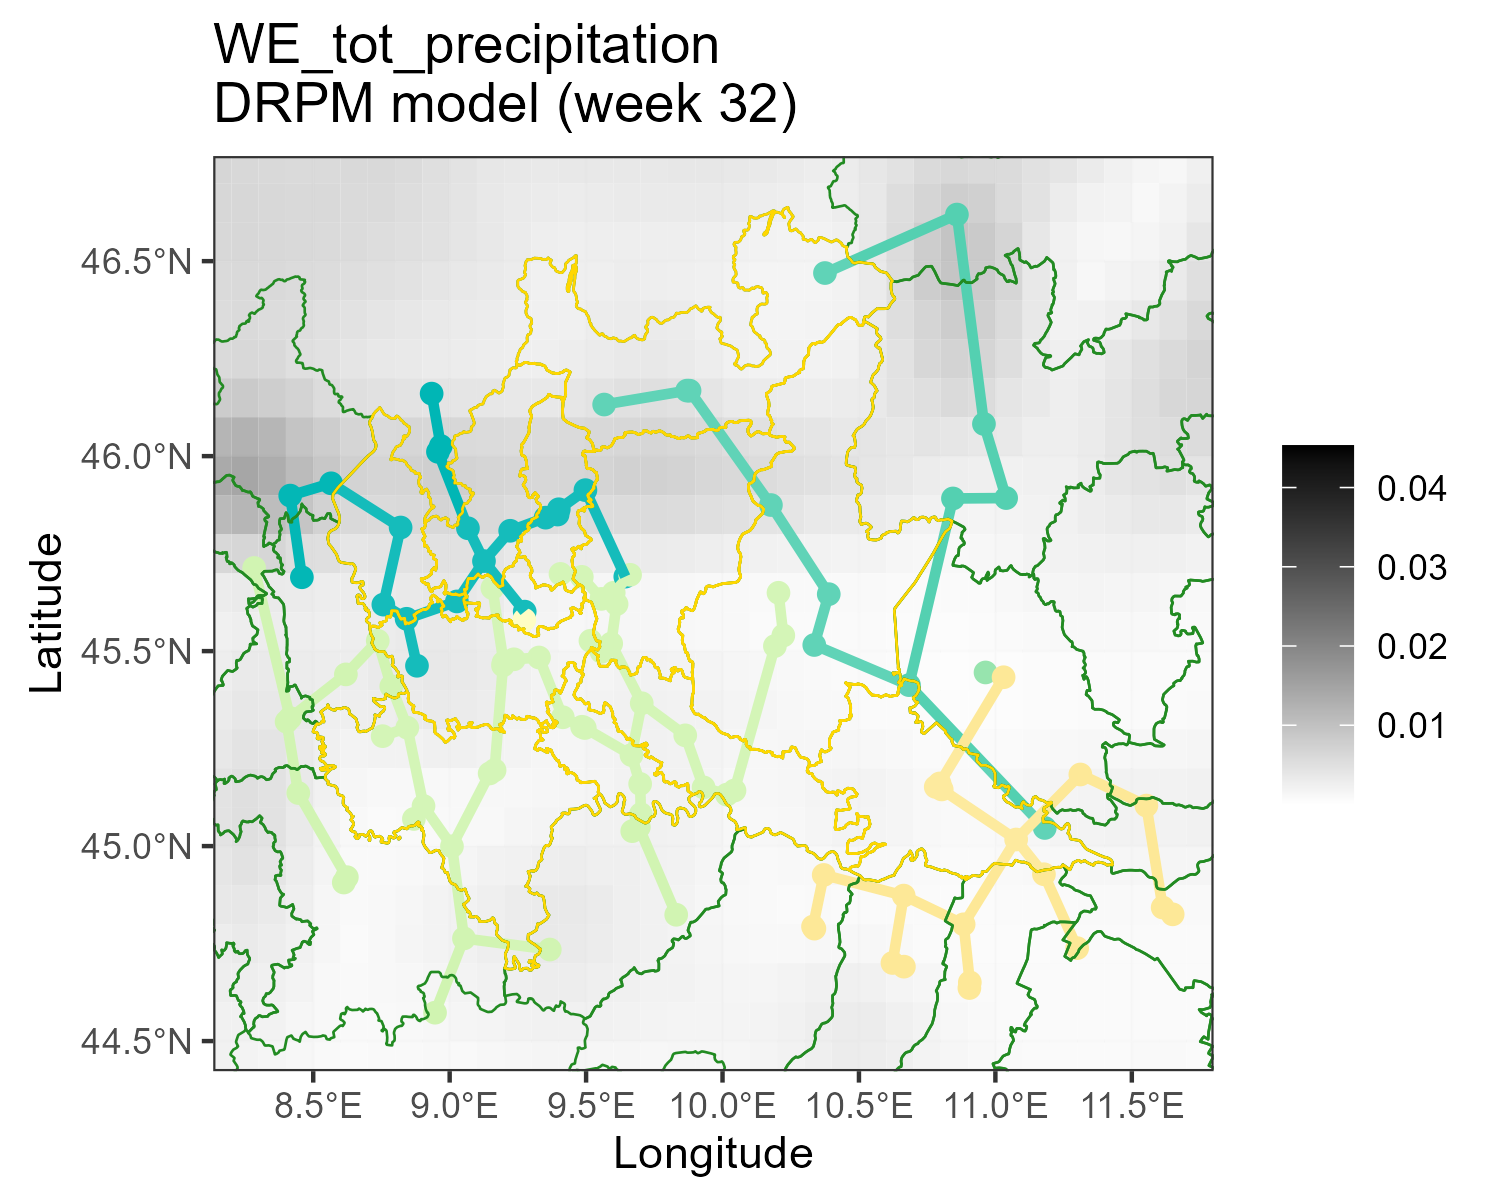 WE_tot_precipitation
DRPM model (week 32)
46.5°N
46.0°N
45.5°N
45.0°N
44.5°N
Latitude
8.5°E 9.0°E 9.5°E 10.0°E 10.5°E 11.0°E 11.5°E
Longitude
0.04
0.03
0.02
0.01